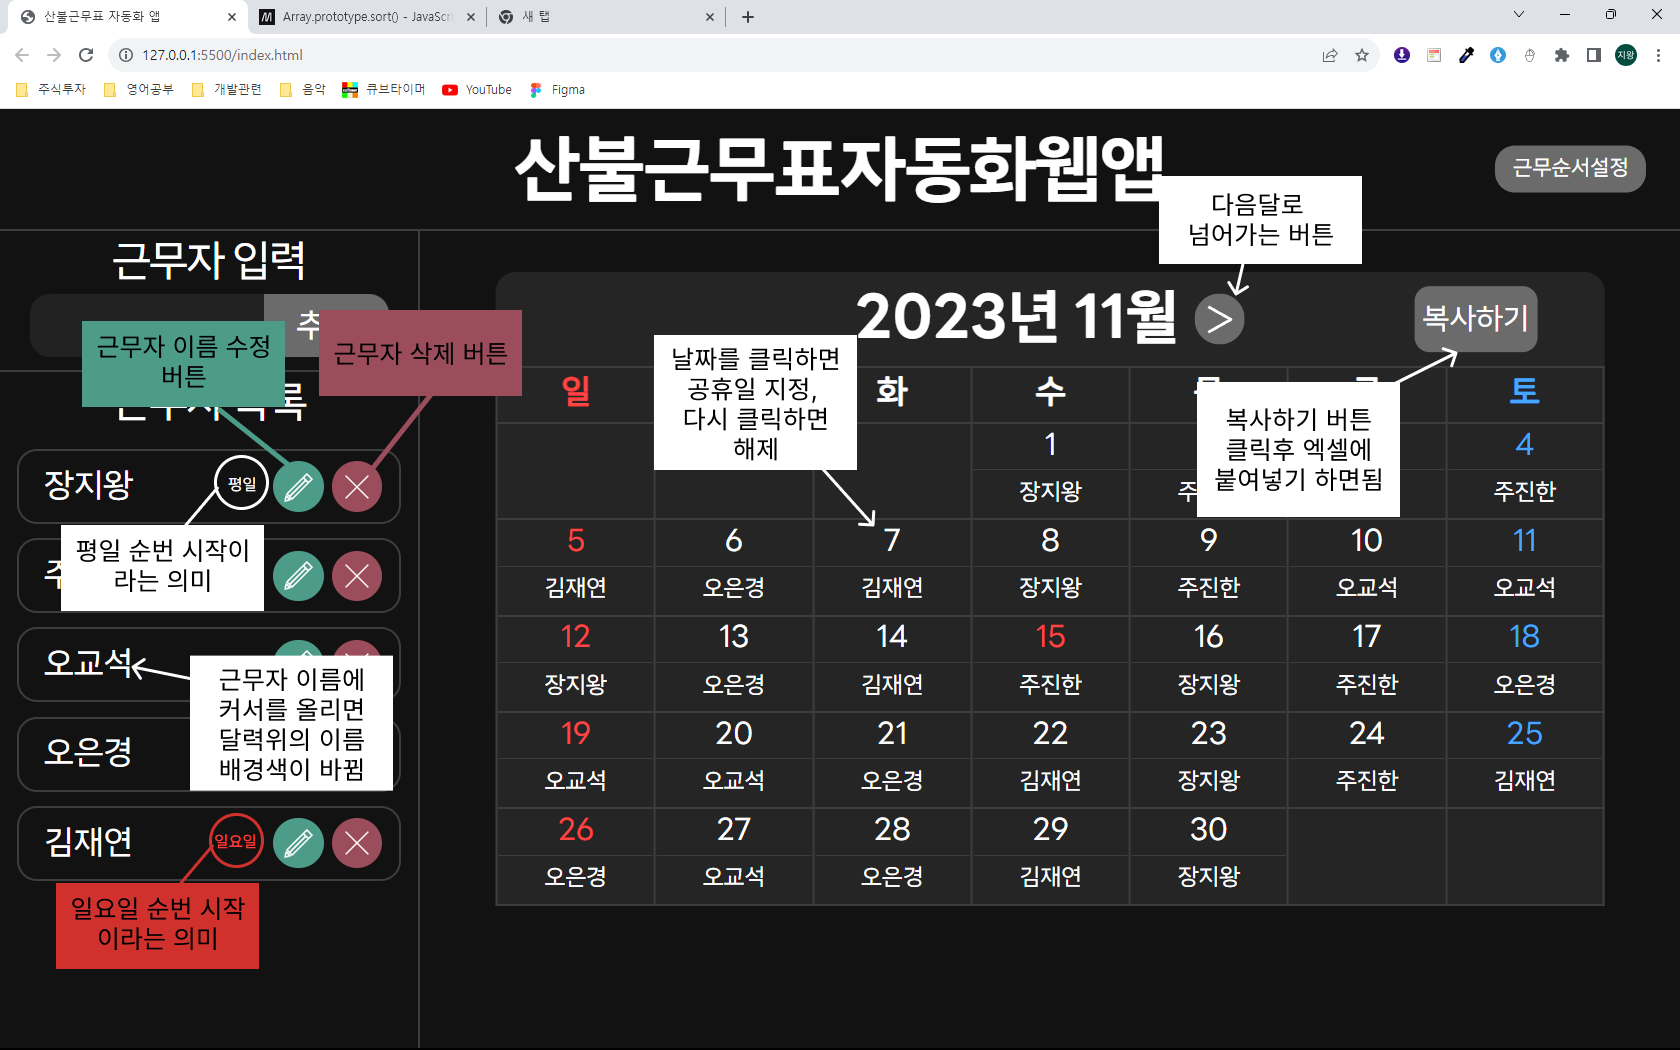 산불근무표 자동화 앱
Array.prototype.sort() - JavaScri
새 탭
127.0.0.1:5500/index.html
지왕
주식투자
영어공부
개발관련
음악
큐브타이머
YouTube
Figma
산불근무표자동화웹앱
근무순서설정
다음달로
넘어가는 버튼
근무자 입력
추
근무자 이름 수정
버튼
근무자 삭제 버튼
장지왕
평일
평일 순번 시작이
라는 의미
오교석
근무자 이름에
커서를 올리면
달력위의 이름
배경색이 바뀜
오은경
김재연
일요일
일요일 순번 시작
이라는 의미
2023년 11월
>
복사하기
날짜를 클릭하면
공휴일 지정,
다시 클릭하면
해제
복사하기 버튼
클릭후 엑셀에
붙여넣기 하면됨
일 화 수 토
1 4
장지왕 주 주진한
5 6 7 8 9 10 11
김재연 오은경 김재연 장지왕 주진한 오교석 오교석
12 13 14 15 16 17 18
장지왕 오은경 김재연 주진한 장지왕 주진한 오은경
19 20 21 22 23 24 25
오교석 오교석 오은경 김재연 장지왕 주진한 김재연
26 27 28 29 30
오은경 오교석 오은경 김재연 장지왕